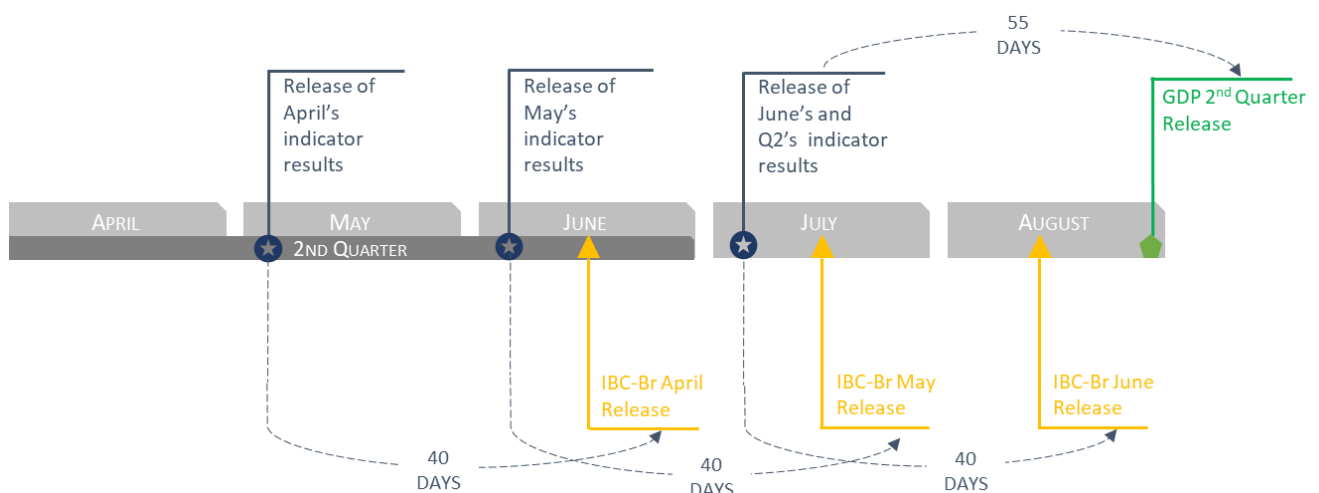 55
DAYS
Release of
April's
indicator
results
Release of
May's
indicator
results
Release of
June's and
Q2's indicator
results
GDP 2nd Quarter
Release
APRIL
MAY
JUNE
JULY
AUGUST
2ND QUARTER
IBC-Br April
Release
IBC-Br May
Release
IBC-Br June
Release
40
DAYS
40
DAYS
40
DAYS